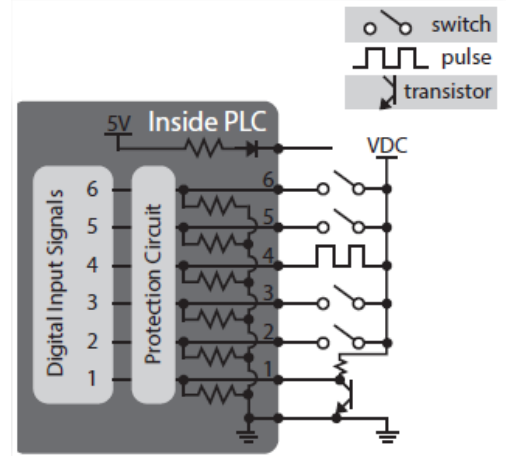 switch
pulse
transistor
5V
Inside PLC
VDC
Digital Input Signals
Protection Circuit
6
5
4
3
2
1
6
5
4
3
2
1